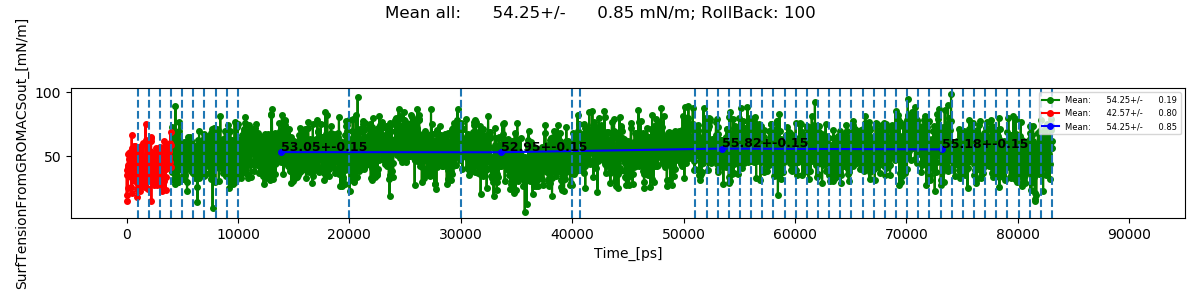 Mean all:      54.25+/-      0.85 mN/m; RollBack: 100
SurfTensionFromGROMACSout_[mN/m]
100
50
53.05+-0.15
52.95+-0.15
55.82+-0.15
55.18+-0.15
Mean:      54.25+/-      0.19
Mean:      42.57+/-      0.80
Mean:      54.25+/-      0.85
0 10000 20000 30000 40000 50000 60000 70000 80000 90000
Time_[ps]